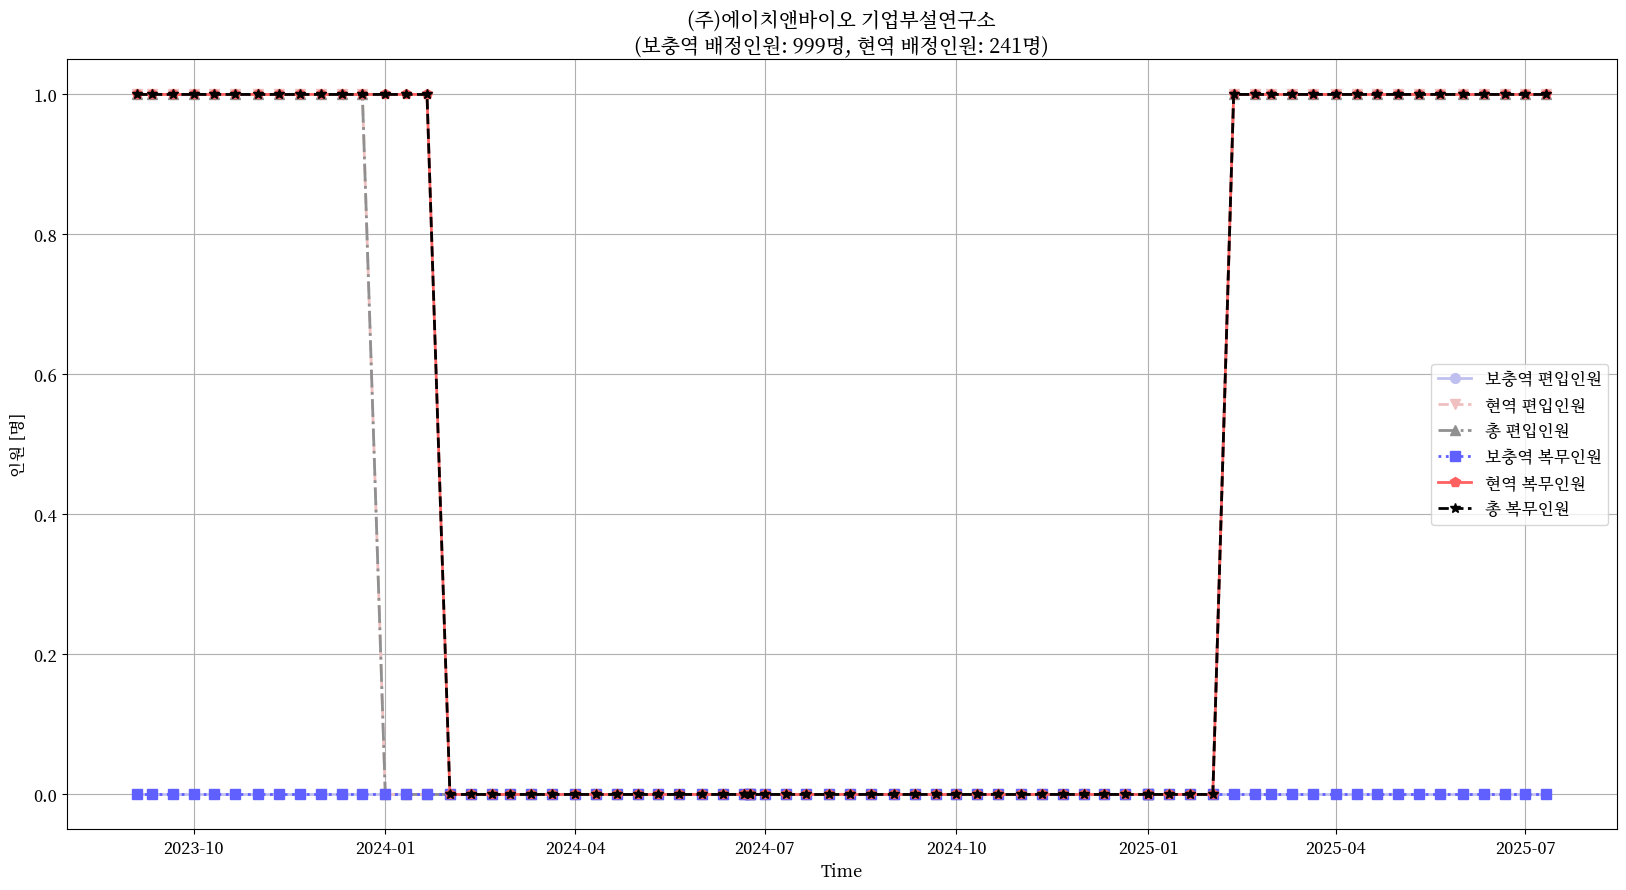 (주)에이치앤바이오 기업부설연구소
(보충역 배정인원: 999명, 현역 배정인원: 241명)
1.0
0.8
0.6
0.4
0.2
0.0
인원 [명]
보충역 편입인원
현역 편입인원
총 편입인원
보충역 복무인원
현역 복무인원
총 복무인원
2023-10
2024-01
2024-04
2024-07
2024-10
2025-01
2025-04
2025-07
Time